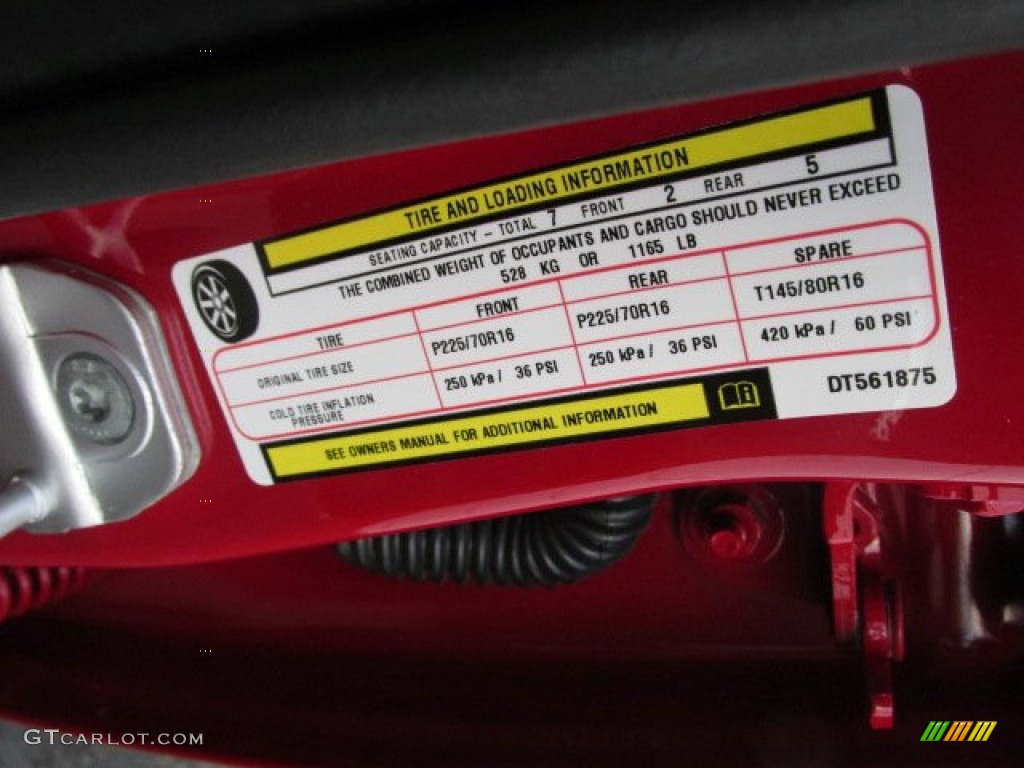 TIRE AND LOADING INFORMATION
SEATING CAPACITY - TOTAL 7 FRONT 2 REAR 5
THE COMBINED WEIGHT OF OCCUPANTS AND CARGO SHOULD NEVER EXCEED
528 KG OR 1165 LB
TIRE FRONT REAR SPARE
ORIGINAL TIRE SIZE P225/70R16 P225/70R16 T145/80R16
COLD TIRE INFLATION PRESSURE 250 kPa / 36 PSI 250 kPa / 36 PSI 420 kPa / 60 PSI
SEE OWNERS MANUAL FOR ADDITIONAL INFORMATION
DT561875
GTCARLOT.COM